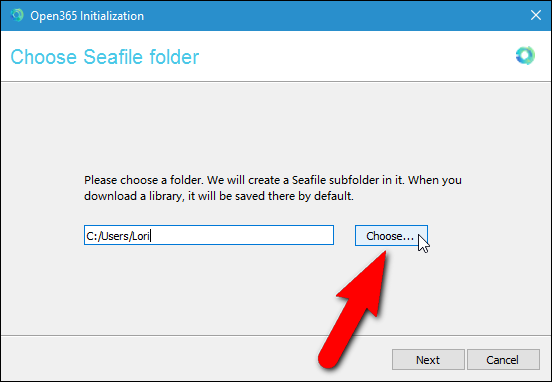 Open365 Initialization
Choose Seafile folder
Please choose a folder. We will create a Seafile subfolder in it. When you
download a library, it will be saved there by default.
C:/Users/Lori
Choose...
Next
Cancel